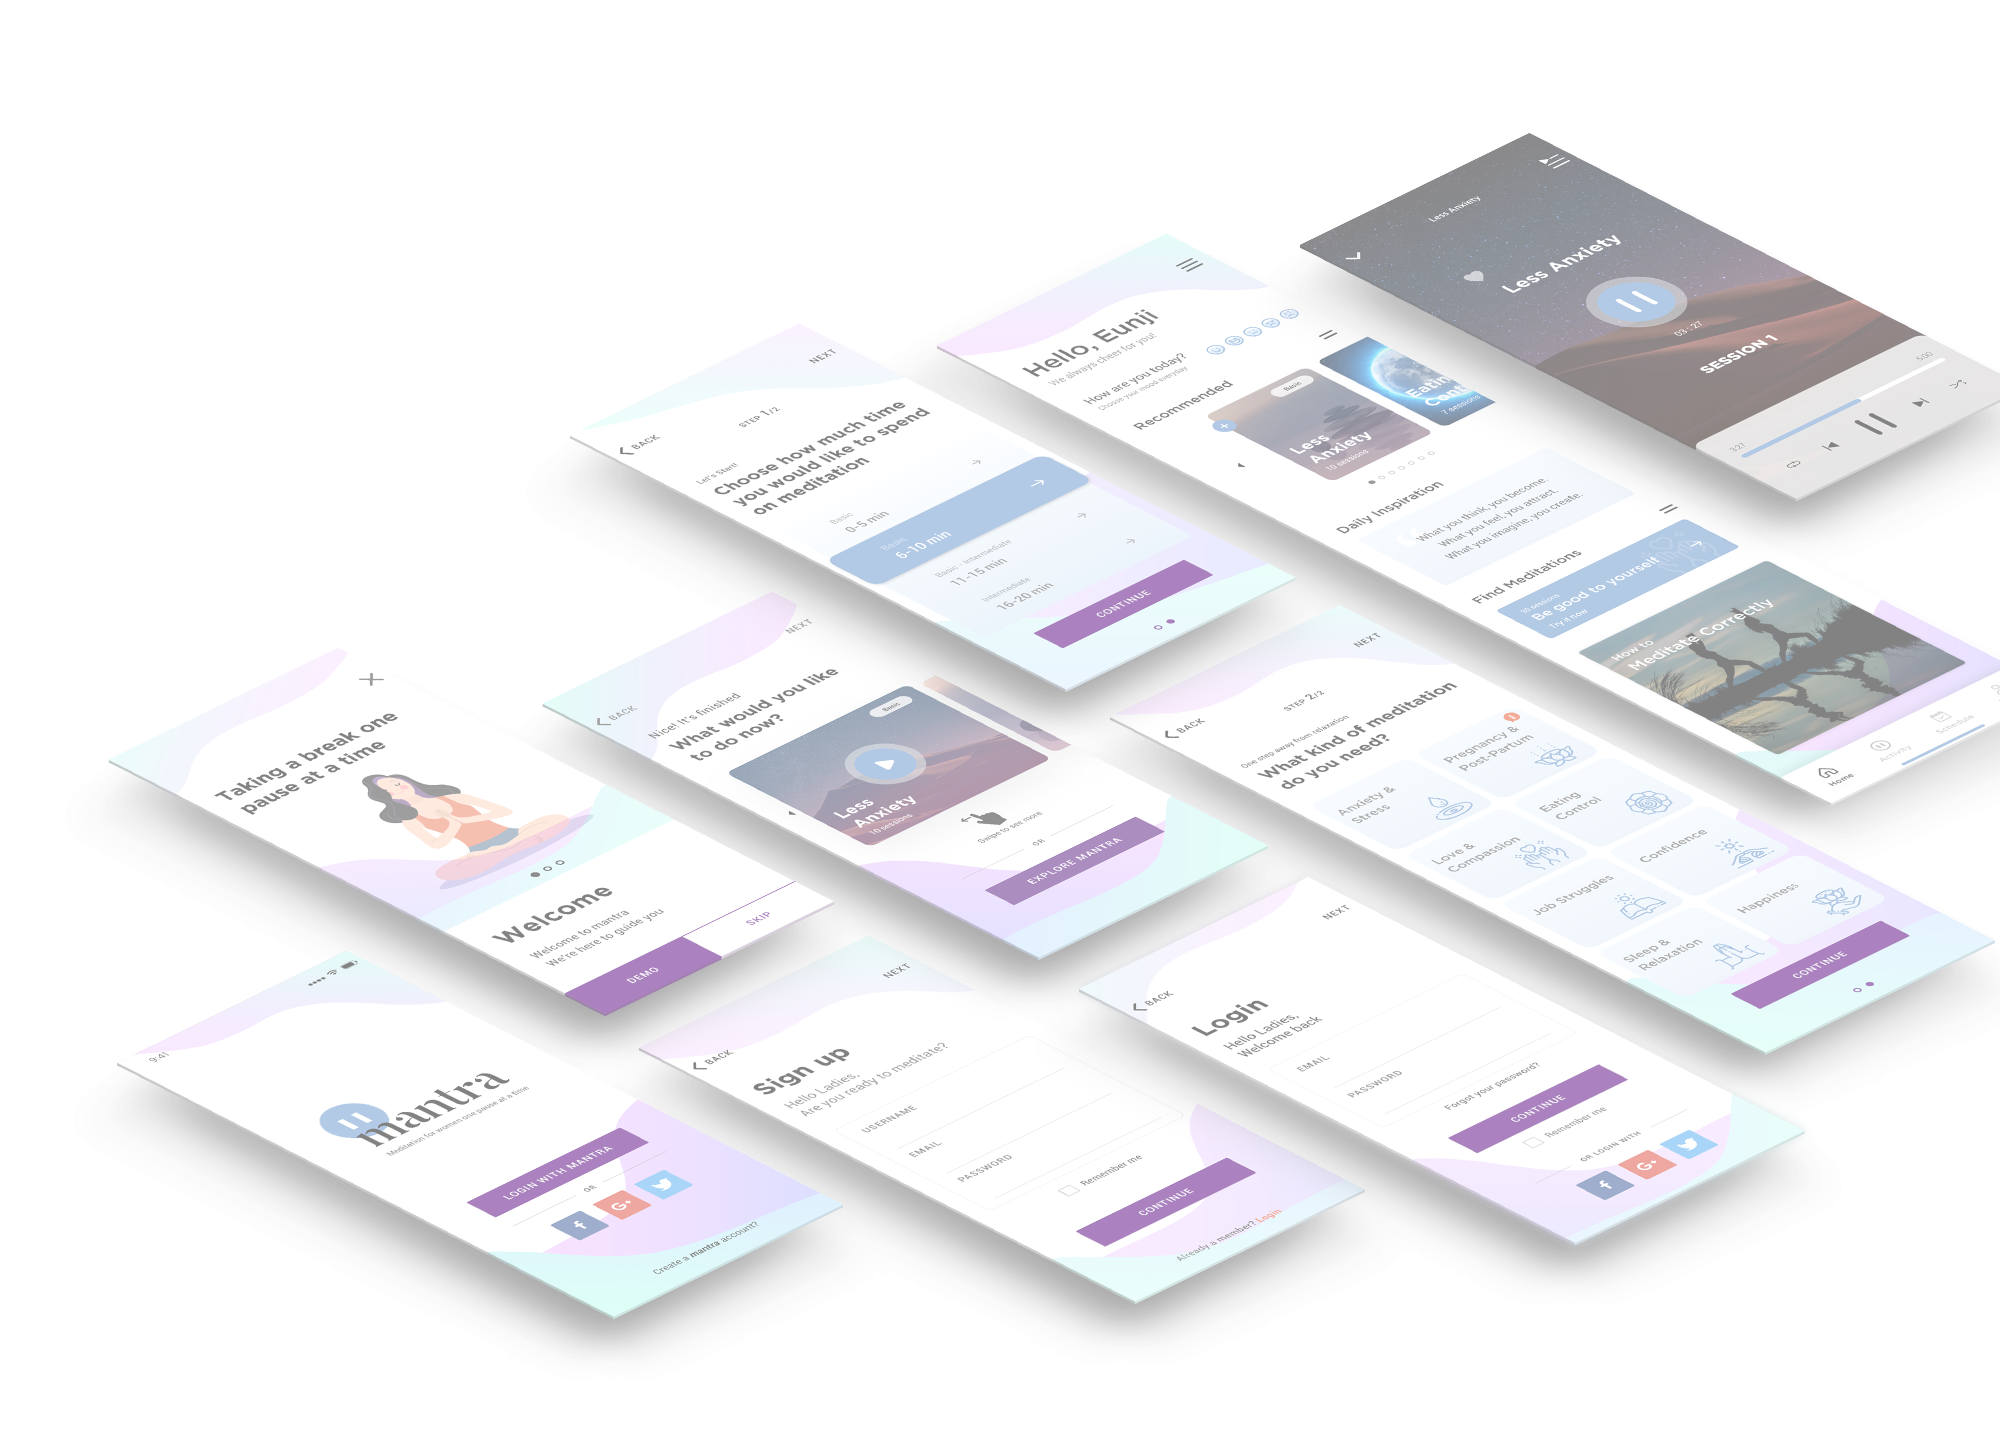 9:41
mantra
Meditation for women one pause at a time
LOGIN WITH MANTRA
OR
f
G+
Create a mantra account?
Taking a break one
pause at a time
Welcome
Welcome to mantra
We're here to guide you
DEMO
SKIP
BACK
NEXT
Sign up
Hello Ladies,
Are you ready to meditate?
USERNAME
EMAIL
PASSWORD
Remember me
CONTINUE
Already a member? Login
BACK
NEXT
Nice! It's finished
What would you like
to do now?
Basic
Less
Anxiety
10 sessions
Swipe to see more
OR
EXPLORE MANTRA
BACK
NEXT
Login
Hello Ladies,
Welcome back
EMAIL
PASSWORD
Forgot your password?
CONTINUE
Remember me
OR LOGIN WITH
f
G+
NEXT
BACK
STEP 1/2
Let's Start!
Choose how much time
you would like to spend
on meditation
Basic
0-5 min
Basic
6-10 min
Basic - Intermediate
11-15 min
Intermediate
16-20 min
CONTINUE
NEXT
BACK
STEP 2/2
One step away from relaxation
What kind of meditation
do you need?
Anxiety &
Stress
Pregnancy &
Post-Partum
Love &
Compassion
Eating
Control
Job Struggles
Confidence
Sleep &
Relaxation
Happiness
CONTINUE
Hello, Eunji
We always cheer for you!
How are you today?
Choose your mood everyday
Recommended
Basic
Less
Anxiety
10 sessions
Eating
Cont
7 sessions
Daily Inspiration
What you think, you become.
What you feel, you attract.
What you imagine, you create.
Find Meditations
10 sessions
Be good to yourself
Try it now
How to
Meditate Correctly
Home
Activity
Schedule
Less Anxiety
Less Anxiety
03 : 27
SESSION 1
3:27
5:00